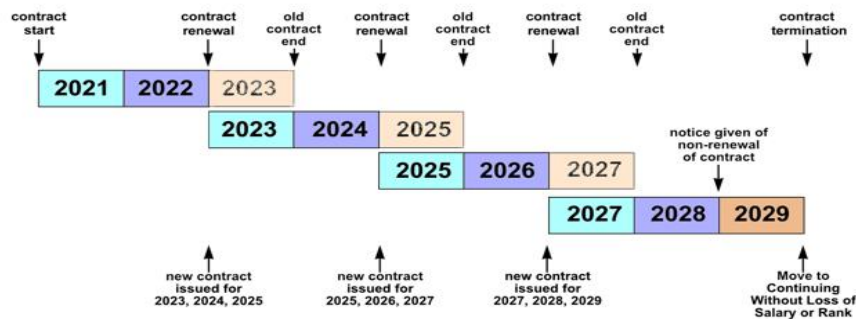 contract
start
contract
renewal
old
contract
end
contract
renewal
old
contract
end
contract
renewal
old
contract
end
contract
termination
2021 2022 2023
2023 2024 2025
notice given of
non-renewal
of contract
2025 2026 2027
2027 2028 2029
new contract
issued for
2023, 2024, 2025
new contract
issued for
2025, 2026, 2027
new contract
issued for
2027, 2028, 2029
Move to
Continuing
Without Loss of
Salary or Rank